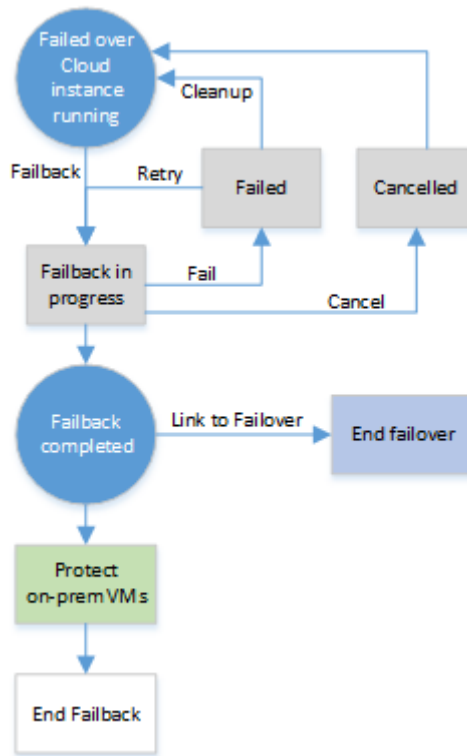 Failed over
Cloud
instance
running
Cleanup
Failback
Retry
Failed
Cancelled
Failback in
progress
Fail
Cancel
Failback
completed
Link to Failover
End failover
Protect
on-prem VMs
End Failback